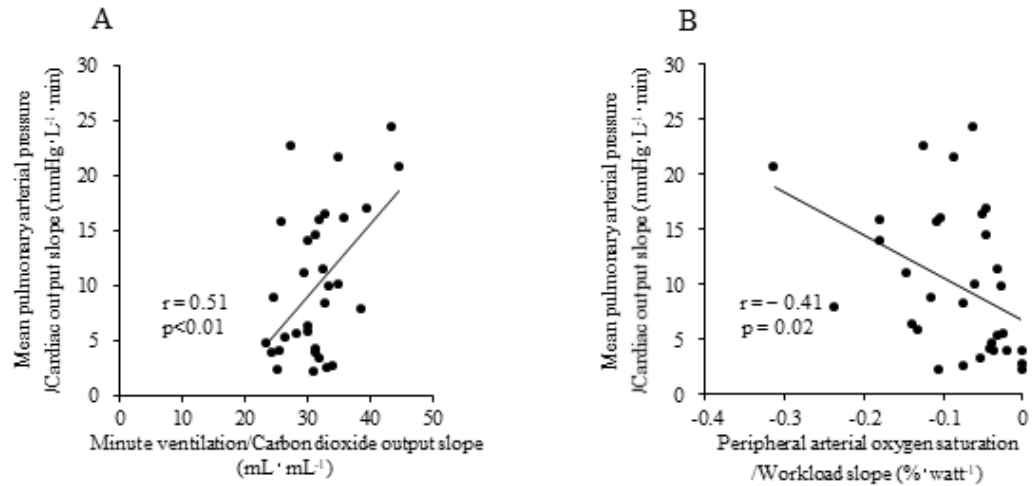 A
Mean pulmonary arterial pressure
/Cardiac output slope (mmHg·L⁻¹·min)
30
25
20
15
10
5
0
0 10 20 30 40 50
r = 0.51
p<0.01
Minute ventilation/Carbon dioxide output slope
(mL·mL⁻¹)
B
Mean pulmonary arterial pressure
/Cardiac output slope (mmHg·L⁻¹·min)
30
25
20
15
10
5
0
-0.4 -0.3 -0.2 -0.1 0
r = − 0.41
p = 0.02
Peripheral arterial oxygen saturation
/Workload slope (%·watt⁻¹)